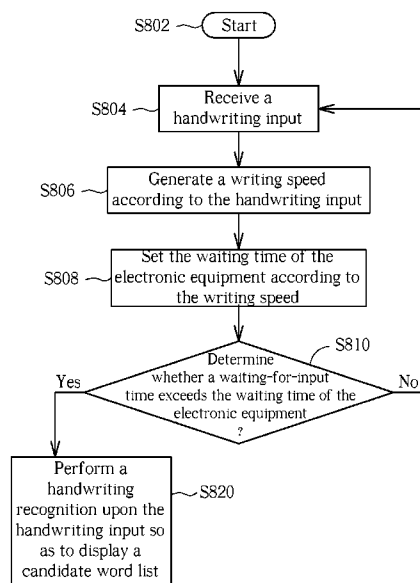 S802
Start
S804
Receive a
handwriting input
S806
Generate a writing speed
according to the handwriting input
S808
Set the waiting time of the
electronic equipment according to
the writing speed
S810
Determine
whether a waiting-for-input
time exceeds the waiting time of the
electronic equipment
?
Yes
No
Perform a
handwriting
recognition upon the
handwriting input so
as to display a
candidate word list
S820